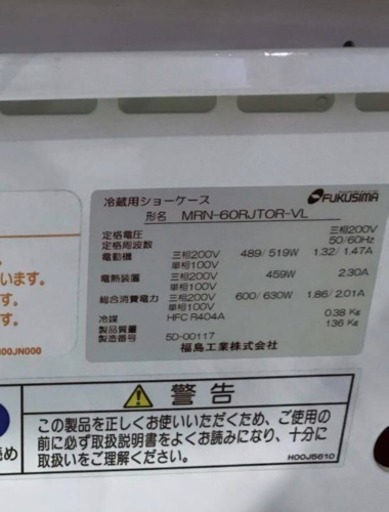 冷蔵用ショーケース
FUKUSIMA
形名 MRN-60RJTOR-VL
定格電圧 三相200V
定格周波数 50/60Hz
電動機 三相200V 489/519W 1.32/1.47A
単相100V
電熱装置 三相200V 459W 2.30A
単相100V
総合消費電力 三相200V 600/630W 1.86/2.01A
単相100V
冷媒 HFC R404A 0.38 Kg
製品質量 136 Kg
製造番号 5D-00117
福島工業株式会社
います。
ります。
00JN000
警告
この製品を正しくお使いいただくため、ご使用の
前に必ず取扱説明書をよくお読みになり、十分に
取扱いをご理解ください。
H00J5610